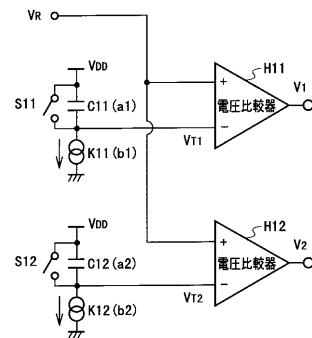 VR
H11
V1
VDD
S11
C11(a1)
+
電圧比較器
−
VT1
K11(b1)
VDD
H12
V2
S12
C12(a2)
+
電圧比較器
−
VT2
K12(b2)